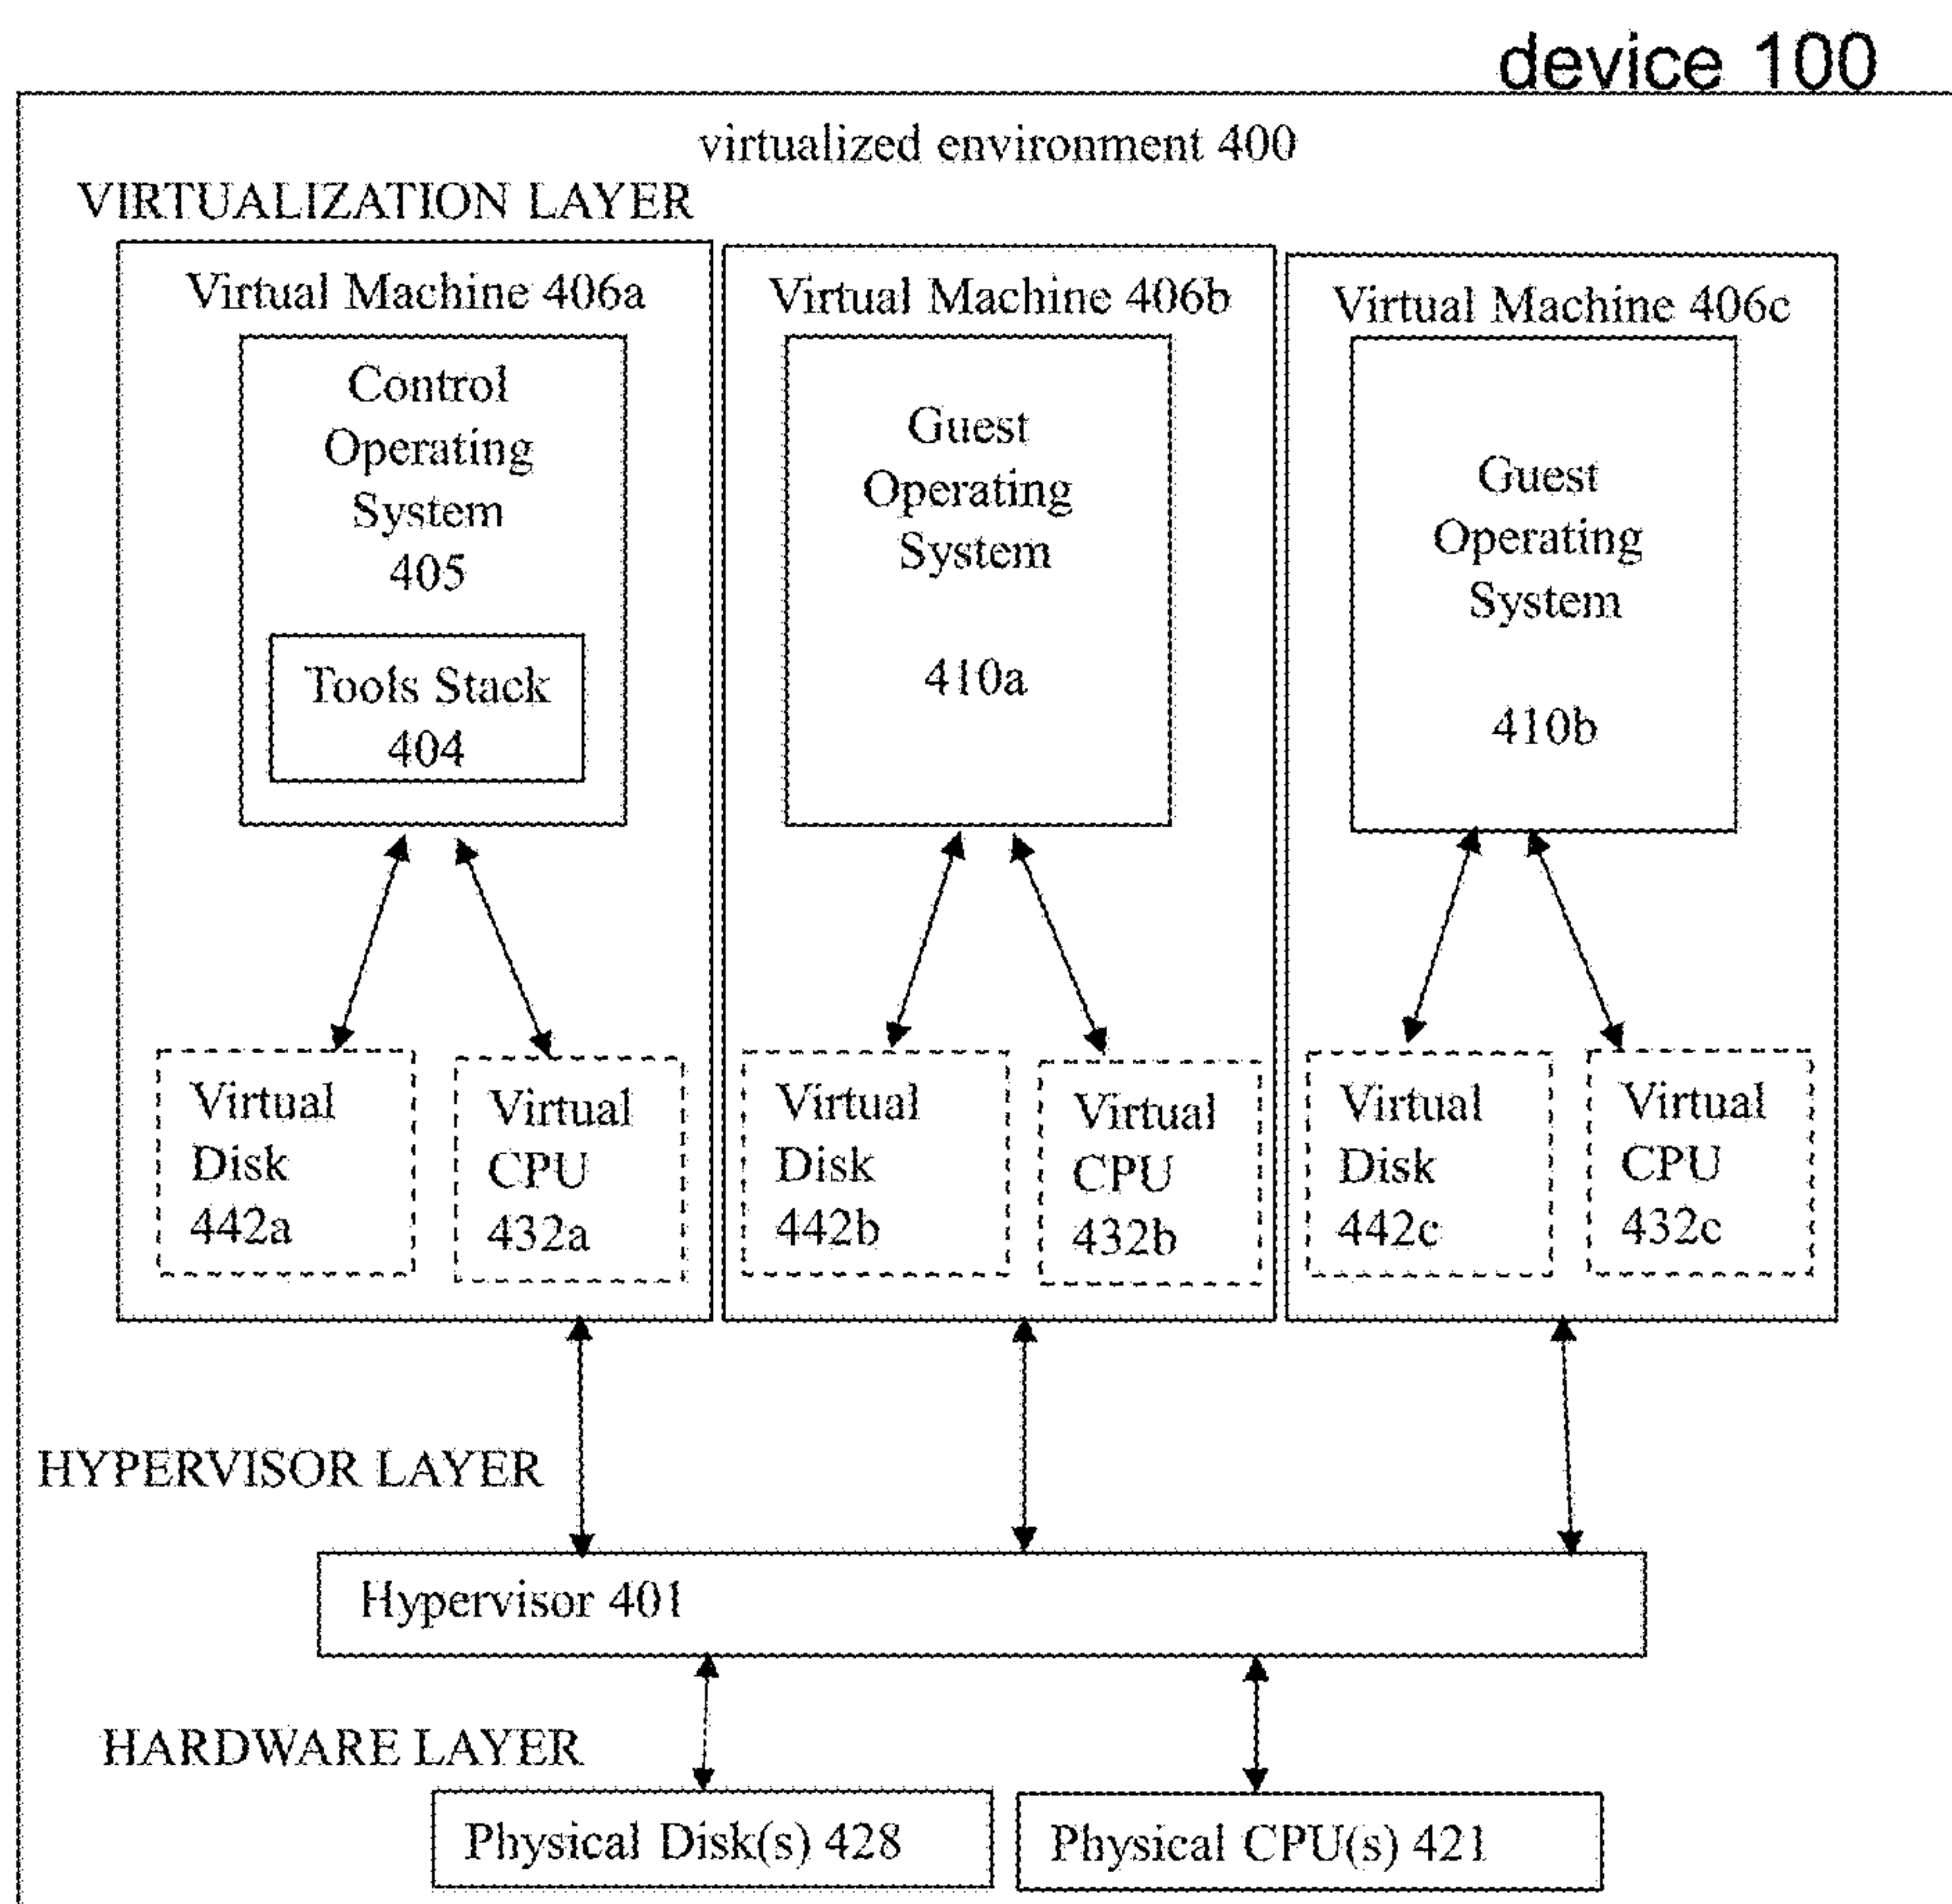 device 100
virtualized environment 400
VIRTUALIZATION LAYER
Virtual Machine 406a
Control
Operating
System
405
Tools Stack
404
Virtual
Disk
442a
Virtual
CPU
432a
Virtual Machine 406b
Guest
Operating
System
410a
Virtual
Disk
442b
Virtual
CPU
432b
Virtual Machine 406c
Guest
Operating
System
410b
Virtual
Disk
442c
Virtual
CPU
432c
HYPERVISOR LAYER
Hypervisor 401
HARDWARE LAYER
Physical Disk(s) 428
Physical CPU(s) 421